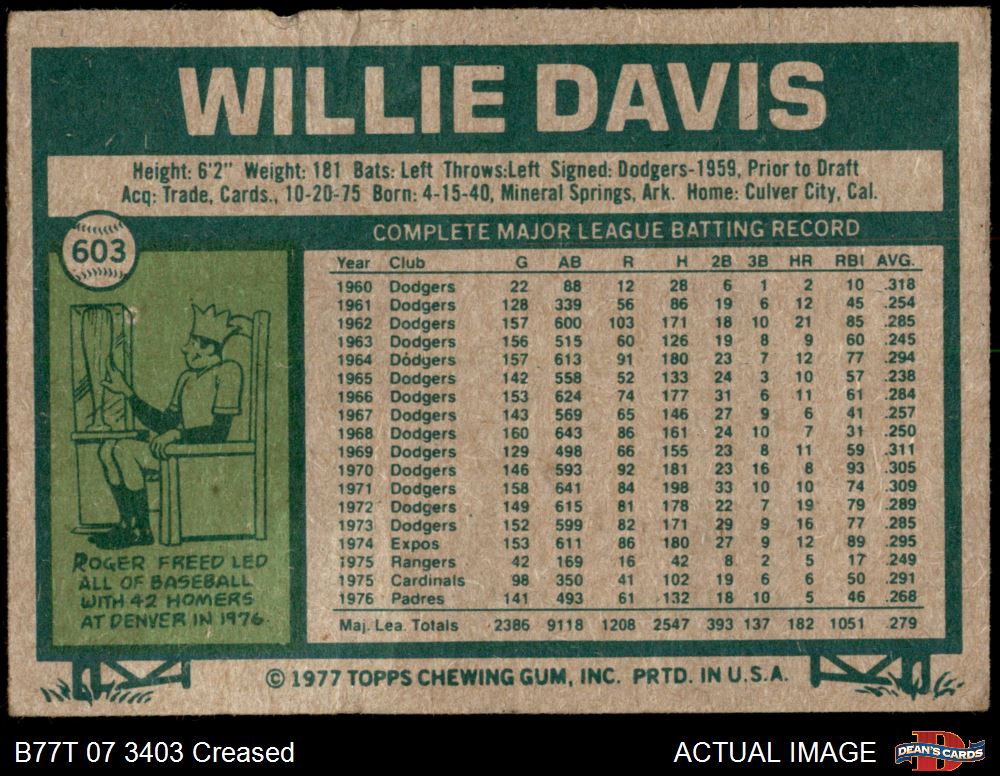 WILLIE DAVIS
Height: 6'2" Weight: 181 Bats: Left Throws:Left Signed: Dodgers-1959, Prior to Draft
Acq: Trade, Cards., 10-20-75 Born: 4-15-40, Mineral Springs, Ark. Home: Culver City, Cal.
603
COMPLETE MAJOR LEAGUE BATTING RECORD
Year Club G AB R H 2B 3B HR RBI AVG.
1960 Dodgers 22 88 12 28 6 1 2 10 .318
1961 Dodgers 128 339 56 86 19 6 12 45 .254
1962 Dodgers 157 600 103 171 18 10 21 85 .285
1963 Dodgers 156 515 60 126 19 8 9 60 .245
1964 Dodgers 157 613 91 180 23 7 12 77 .294
1965 Dodgers 142 558 52 133 24 3 10 57 .238
1966 Dodgers 153 624 74 177 31 6 11 61 .284
1967 Dodgers 143 569 65 146 27 9 6 41 .257
1968 Dodgers 160 643 86 161 24 10 7 31 .250
1969 Dodgers 129 498 66 155 23 8 11 59 .311
1970 Dodgers 146 593 92 181 23 16 8 93 .305
1971 Dodgers 158 641 84 198 33 10 10 74 .309
1972 Dodgers 149 615 81 178 22 7 19 79 .289
1973 Dodgers 152 599 82 171 29 9 16 77 .285
1974 Expos 153 611 86 180 27 9 12 89 .295
1975 Rangers 42 169 16 42 8 2 5 17 .249
1975 Cardinals 98 350 41 102 19 6 6 50 .291
1976 Padres 141 493 61 132 18 10 5 46 .268
Maj. Lea. Totals 2386 9118 1208 2547 393 137 182 1051 .279
ROGER FREED LED
ALL OF BASEBALL
WITH 42 HOMERS
AT DENVER IN 1976.
© 1977 TOPPS CHEWING GUM, INC. PRTD. IN U.S.A.
B77T 07 3403 Creased
ACTUAL IMAGE
D
DEAN'S CARDS